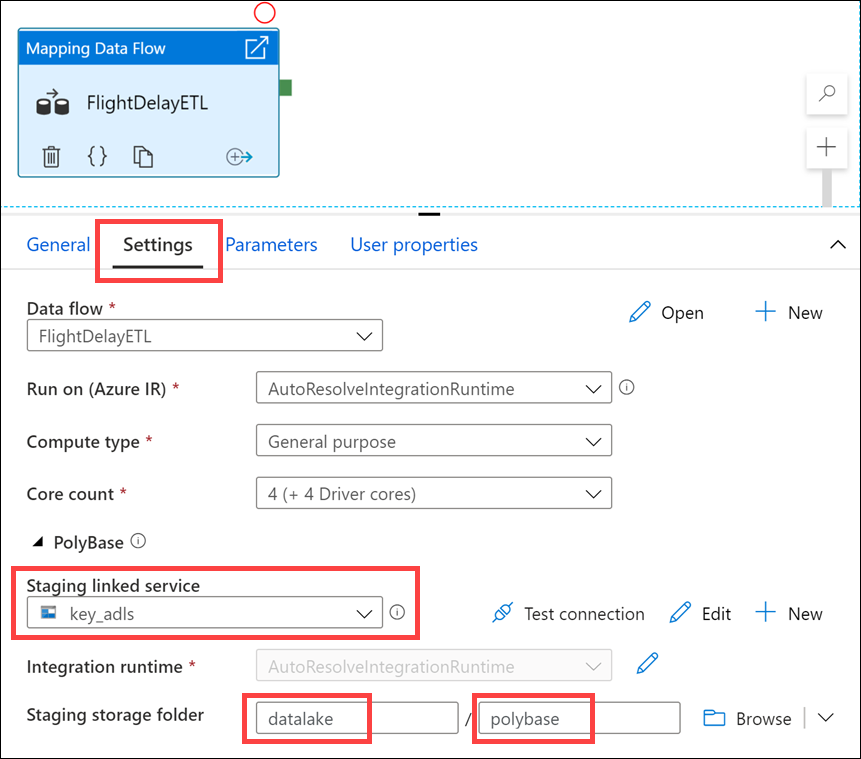 Mapping Data Flow
FlightDelayETL
{}
General Settings Parameters User properties
Data flow *
Open New
FlightDelayETL
Run on (Azure IR) * AutoResolveIntegrationRuntime
Compute type * General purpose
Core count * 4 (+ 4 Driver cores)
PolyBase
Staging linked service
key_adls Test connection Edit New
Integration runtime * AutoResolveIntegrationRuntime
Staging storage folder datalake / polybase Browse